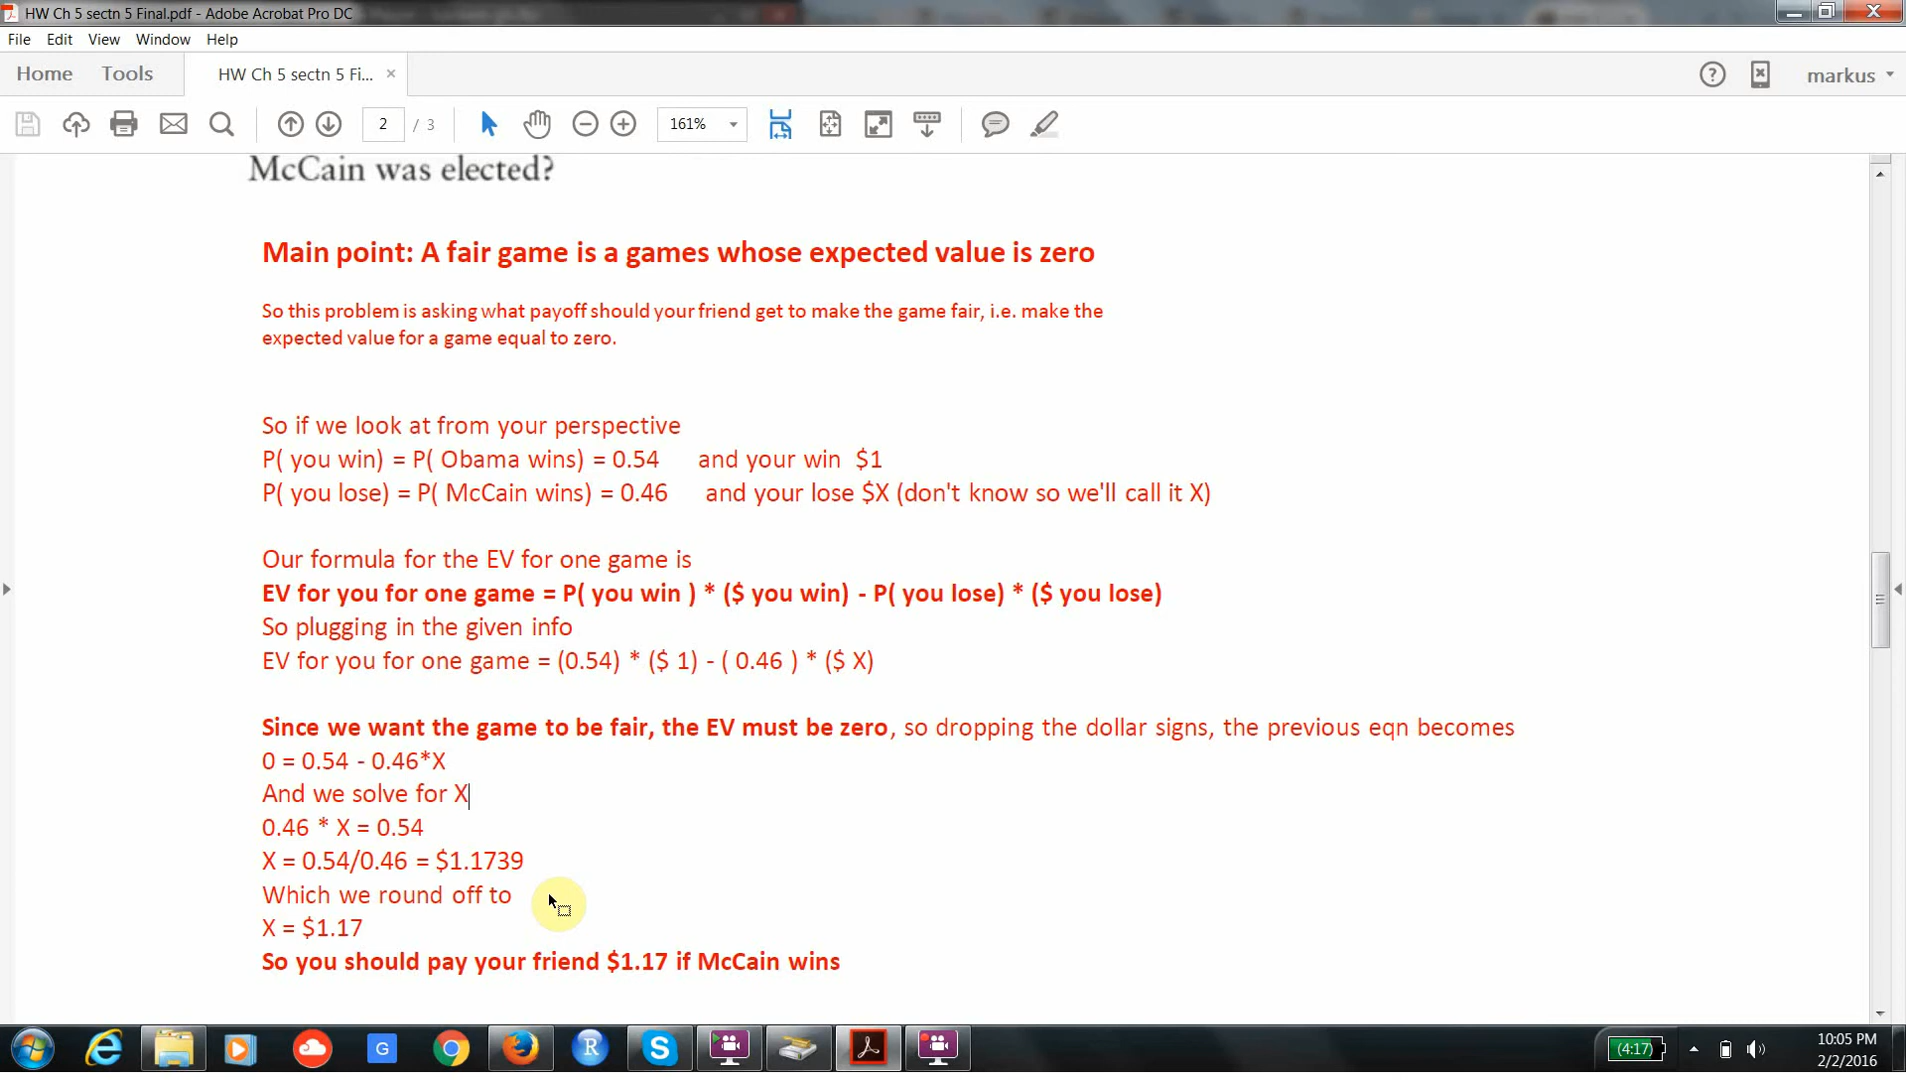 HW Ch 5 sectn 5 Final.pdf - Adobe Acrobat Pro DC
File Edit View Window Help
Home Tools HW Ch 5 sectn 5 Fi... × ? markus
2 / 3 161%
McCain was elected?
Main point: A fair game is a games whose expected value is zero
So this problem is asking what payoff should your friend get to make the game fair, i.e. make the
expected value for a game equal to zero.
So if we look at from your perspective
P( you win) = P( Obama wins) = 0.54 and your win $1
P( you lose) = P( McCain wins) = 0.46 and your lose $X (don't know so we'll call it X)
Our formula for the EV for one game is
EV for you for one game = P( you win ) * ($ you win) - P( you lose) * ($ you lose)
So plugging in the given info
EV for you for one game = (0.54) * ($ 1) - ( 0.46 ) * ($ X)
Since we want the game to be fair, the EV must be zero, so dropping the dollar signs, the previous eqn becomes
0 = 0.54 - 0.46*X
And we solve for X
0.46 * X = 0.54
X = 0.54/0.46 = $1.1739
Which we round off to
X = $1.17
So you should pay your friend $1.17 if McCain wins
G R S (4:17) 10:05 PM
2/2/2016